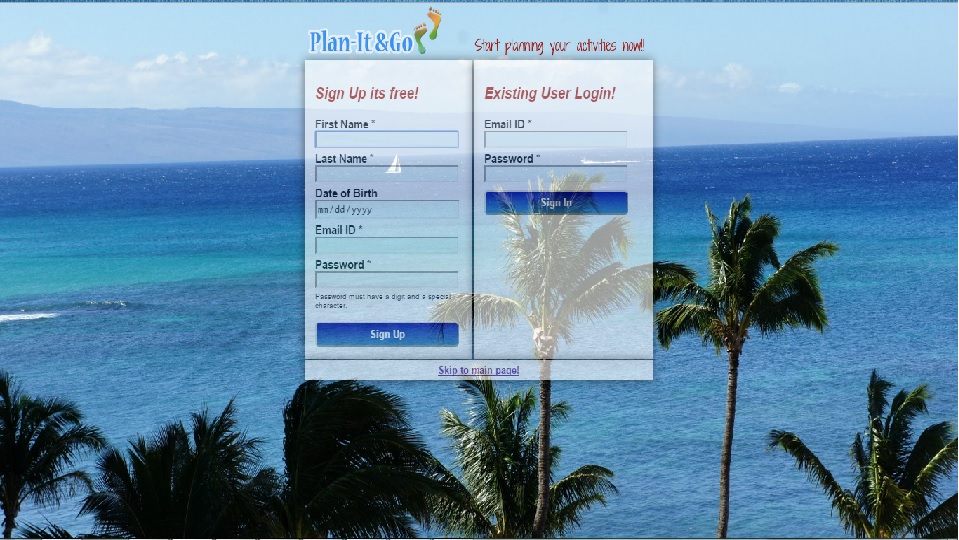 Plan-It&Go
Start planning your activities now!!
Sign Up its free!
First Name *
Last Name *
Date of Birth
mm/dd/yyyy
Email ID *
Password *
Password must have a digit and a special
character.
Sign Up
Existing User Login!
Email ID *
Password *
Sign In
Skip to main page!